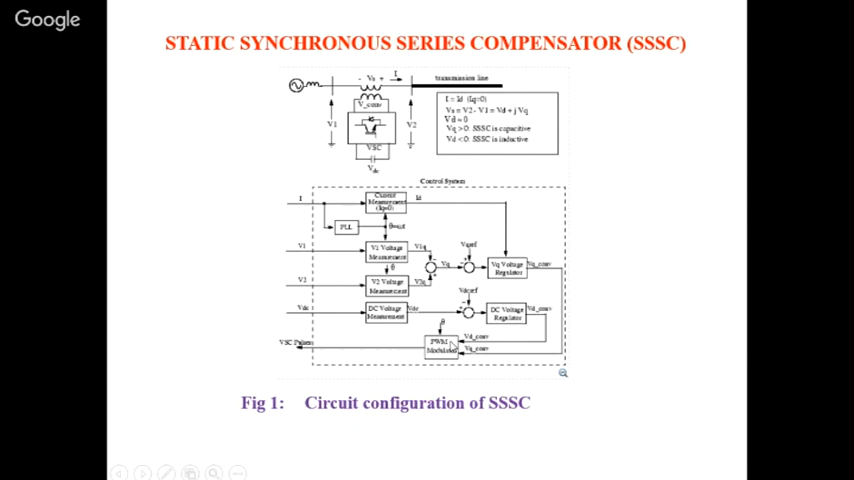 Google
STATIC SYNCHRONOUS SERIES COMPENSATOR (SSSC)
- Vs + I
transmission line
V_conv
V1
V2
VSC
Vdc
I = Id (Iq=0)
Vs = V2 - V1 = Vd + j Vq
Vd = 0
Vq > 0: SSSC is capacitive
Vd < 0: SSSC is inductive
Control System
I
Current
Measurement
(Iq=0)
Id
PLL
θ=ωt
V1
V1 Voltage
Measurement
V1q
θ
Vq
Vqref
Vq Voltage
Regulator
Vq_conv
V2
V2 Voltage
Measurement
V2q
Vdc
DC Voltage
Measurement
Vdc
Vdcref
DC Voltage
Regulator
Vd_conv
θ
VSC Pulses
PWM
Modulator
Vd_conv
Vq_conv
Fig 1: Circuit configuration of SSSC